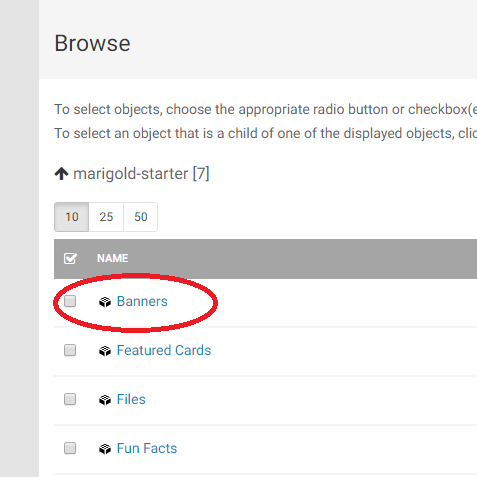 Browse
To select objects, choose the appropriate radio button or checkbox(e
To select an object that is a child of one of the displayed objects, clic
marigold-starter [7]
10 25 50
NAME
Banners
Featured Cards
Files
Fun Facts